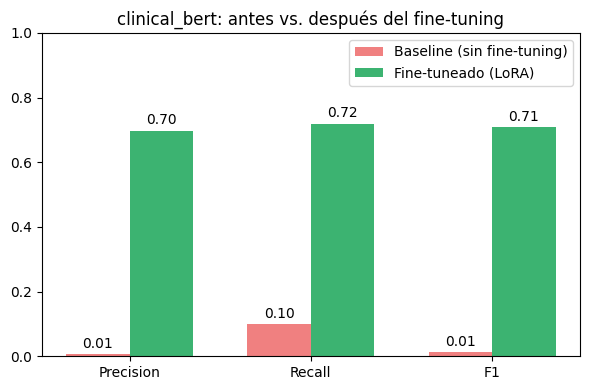 clinical_bert: antes vs. después del fine-tuning
Baseline (sin fine-tuning)
Fine-tuneado (LoRA)
1.0
0.8
0.6
0.4
0.2
0.0
0.01
0.70
0.10
0.72
0.01
0.71
Precision
Recall
F1